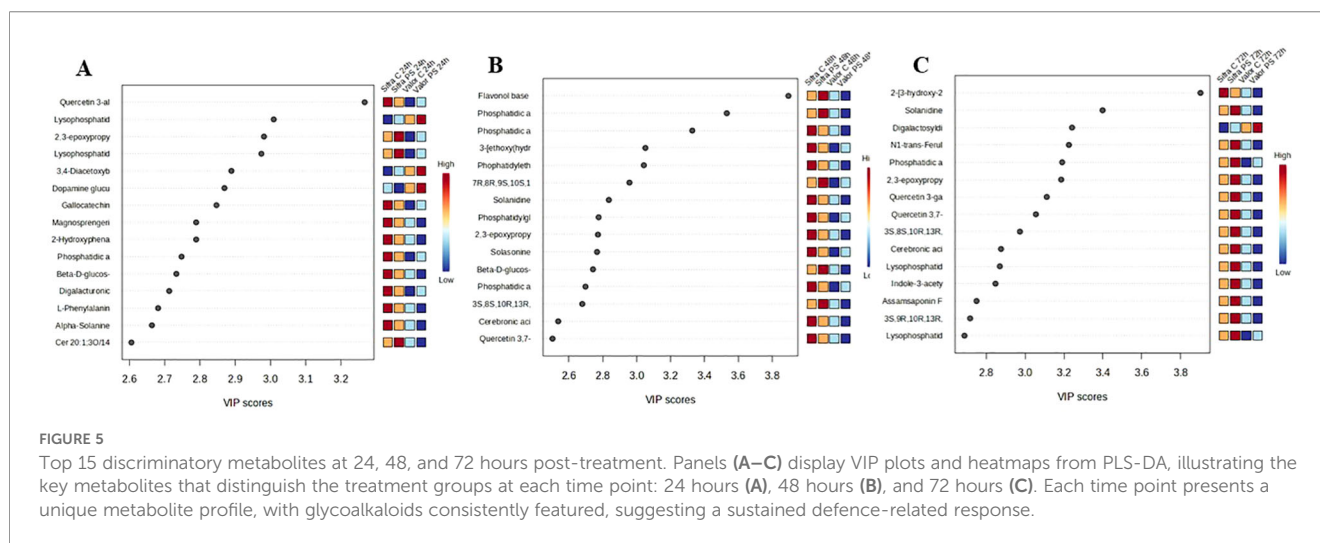 A
Sifra C 24h
Sifra PS 24h
Valor C 24h
Valor PS 24h
Quercetin 3-al
Lysophosphatid
2,3-epoxypropy
Lysophosphatid
3,4-Diacetoxyb
Dopamine glucu
Gallocatechin
Magnosprengeri
2-Hydroxyphena
Phosphatidic a
Beta-D-glucos-
Digalacturonic
L-Phenylalanin
Alpha-Solanine
Cer 20:1;3O/14
High
Low
2.6 2.7 2.8 2.9 3.0 3.1 3.2
VIP scores
B
Sifra C 48h
Sifra PS 48h
Valor C 48h
Valor PS 48h
Flavonol base
Phosphatidic a
Phosphatidic a
3-[ethoxy(hydr
Phophatidyleth
7R,8R,9S,10S,1
Solanidine
Phosphatidylgl
2,3-epoxypropy
Solasonine
Beta-D-glucos-
Phosphatidic a
3S,8S,10R,13R,
Cerebronic aci
Quercetin 3,7-
2.6 2.8 3.0 3.2 3.4 3.6 3.8
VIP scores
C
Sifra C 72h
Sifra PS 72h
Valor C 72h
Valor PS 72h
2-[3-hydroxy-2
Solanidine
Digalactosyldi
N1-trans-Ferul
Phosphatidic a
2,3-epoxypropy
Quercetin 3-ga
Quercetin 3,7-
3S,8S,10R,13R,
Cerebronic aci
Lysophosphatid
Indole-3-acety
Assamsaponin F
3S,9R,10R,13R,
Lysophosphatid
High
Low
2.8 3.0 3.2 3.4 3.6 3.8
VIP scores
FIGURE 5
Top 15 discriminatory metabolites at 24, 48, and 72 hours post-treatment. Panels (A–C) display VIP plots and heatmaps from PLS-DA, illustrating the
key metabolites that distinguish the treatment groups at each time point: 24 hours (A), 48 hours (B), and 72 hours (C). Each time point presents a
unique metabolite profile, with glycoalkaloids consistently featured, suggesting a sustained defence-related response.